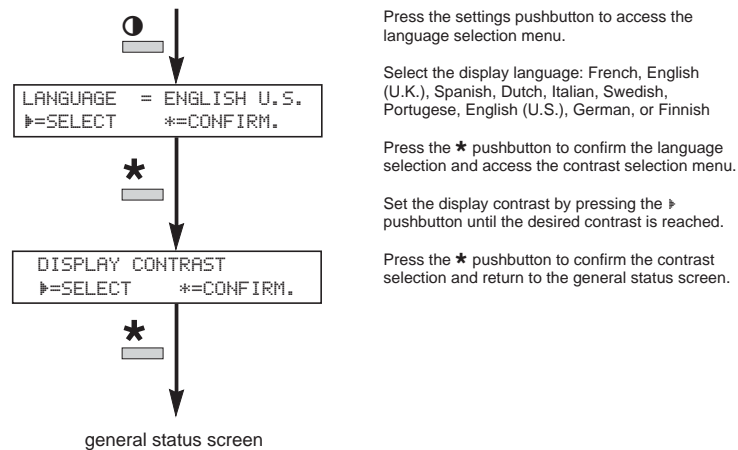 Press the settings pushbutton to access the
language selection menu.
LANGUAGE = ENGLISH U.S.
=SELECT *=CONFIRM.
Select the display language: French, English
(U.K.), Spanish, Dutch, Italian, Swedish,
Portugese, English (U.S.), German, or Finnish
*
Press the * pushbutton to confirm the language
selection and access the contrast selection menu.
Set the display contrast by pressing the
pushbutton until the desired contrast is reached.
DISPLAY CONTRAST
=SELECT *=CONFIRM.
Press the * pushbutton to confirm the contrast
selection and return to the general status screen.
*
general status screen